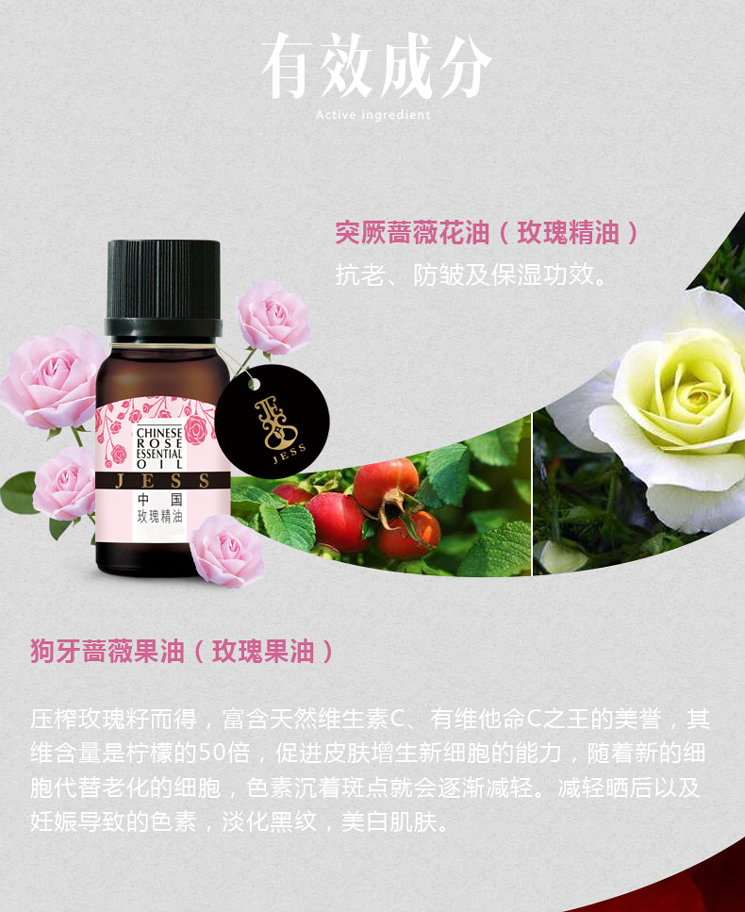 有效成分
Active ingredient
突厥蔷薇花油（玫瑰精油）
抗老、防皱及保湿功效。
JESS
CHINESE
ROSE
ESSENTIAL
OIL
JESS
中国
玫瑰精油
狗牙蔷薇果油（玫瑰果油）
压榨玫瑰籽而得，富含天然维生素C、有维他命C之王的美誉，其
维含量是柠檬的50倍，促进皮肤增生新细胞的能力，随着新的细
胞代替老化的细胞，色素沉着斑点就会逐渐减轻。减轻晒后以及
妊娠导致的色素，淡化黑纹，美白肌肤。